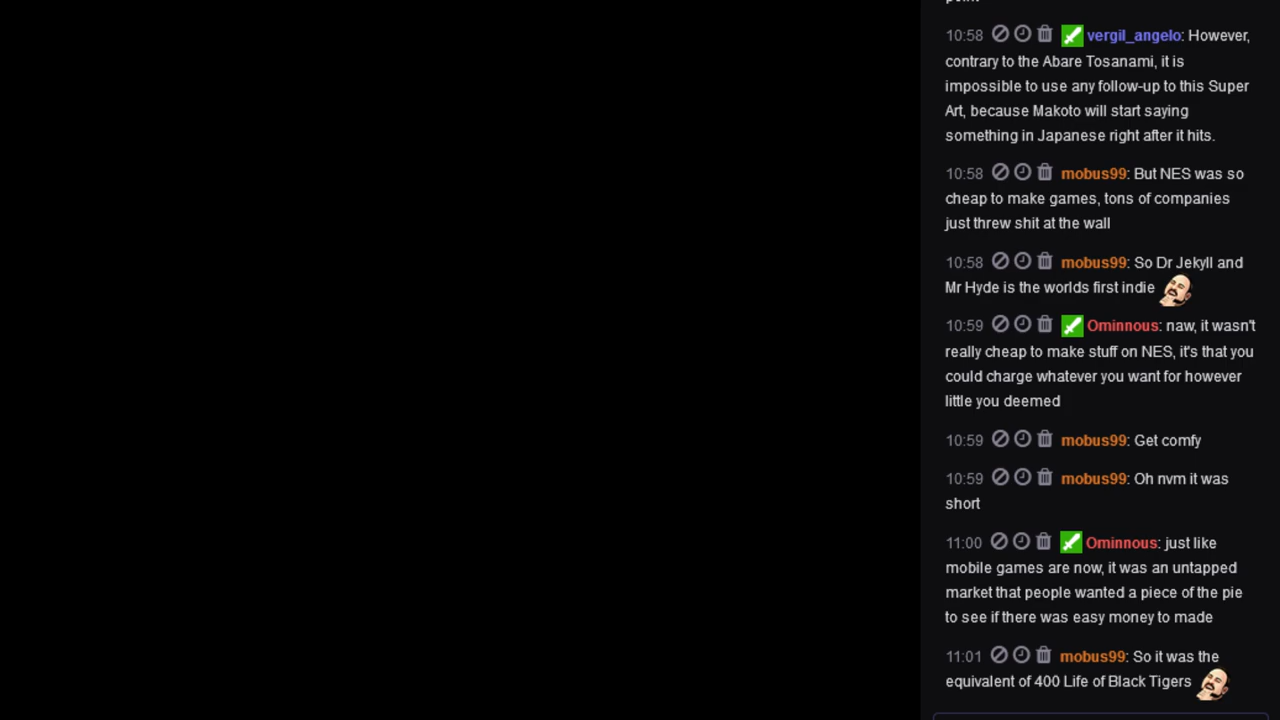 10:58 vergil_angelo: However,
contrary to the Abare Tosanami, it is
impossible to use any follow-up to this Super
Art, because Makoto will start saying
something in Japanese right after it hits.
10:58 mobus99: But NES was so
cheap to make games, tons of companies
just threw shit at the wall
10:58 mobus99: So Dr Jekyll and
Mr Hyde is the worlds first indie
10:59 Ominnous: naw, it wasn't
really cheap to make stuff on NES, it's that you
could charge whatever you want for however
little you deemed
10:59 mobus99: Get comfy
10:59 mobus99: Oh nvm it was
short
11:00 Ominnous: just like
mobile games are now, it was an untapped
market that people wanted a piece of the pie
to see if there was easy money to made
11:01 mobus99: So it was the
equivalent of 400 Life of Black Tigers